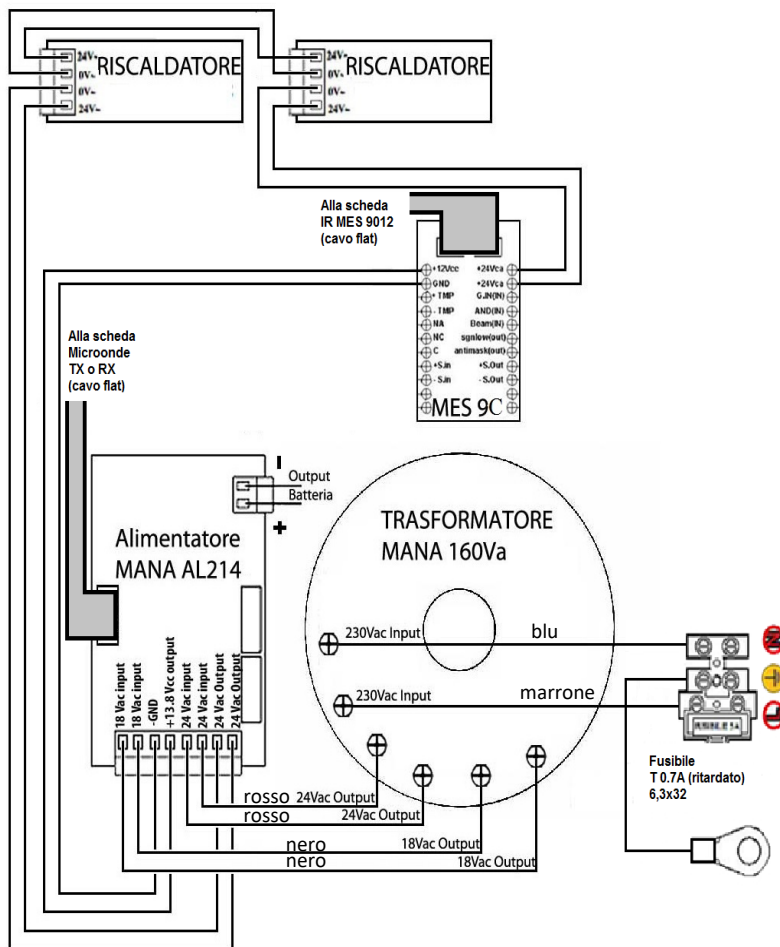 24V~
0V~
0V~
24V~
RISCALDATORE
24V~
0V~
0V~
24V~
RISCALDATORE
Alla scheda
IR MES 9012
(cavo flat)
+12Vcc
GND
+ TMP
- TMP
NA
NC
C
+S.in
- S.in
+24Vca
+24Vca
G.IN(IN)
AND(IN)
Beam(IN)
sgnlow(out)
antimask(out)
+S.Out
- S.Out
MES 9C
Alla scheda
Microonde
TX o RX
(cavo flat)
-
Output
Batteria
+
Alimentatore
MANA AL214
18 Vac input
18 Vac input
-GND
+13.8 Vcc output
24 Vac input
24 Vac input
24 Vac Output
24 Vac Output
TRASFORMATORE
MANA 160Va
230Vac Input
blu
230Vac Input
marrone
rosso
24Vac Output
rosso
24Vac Output
nero
18Vac Output
nero
18Vac Output
N
L
Fusibile
T 0.7A (ritardato)
6,3x32